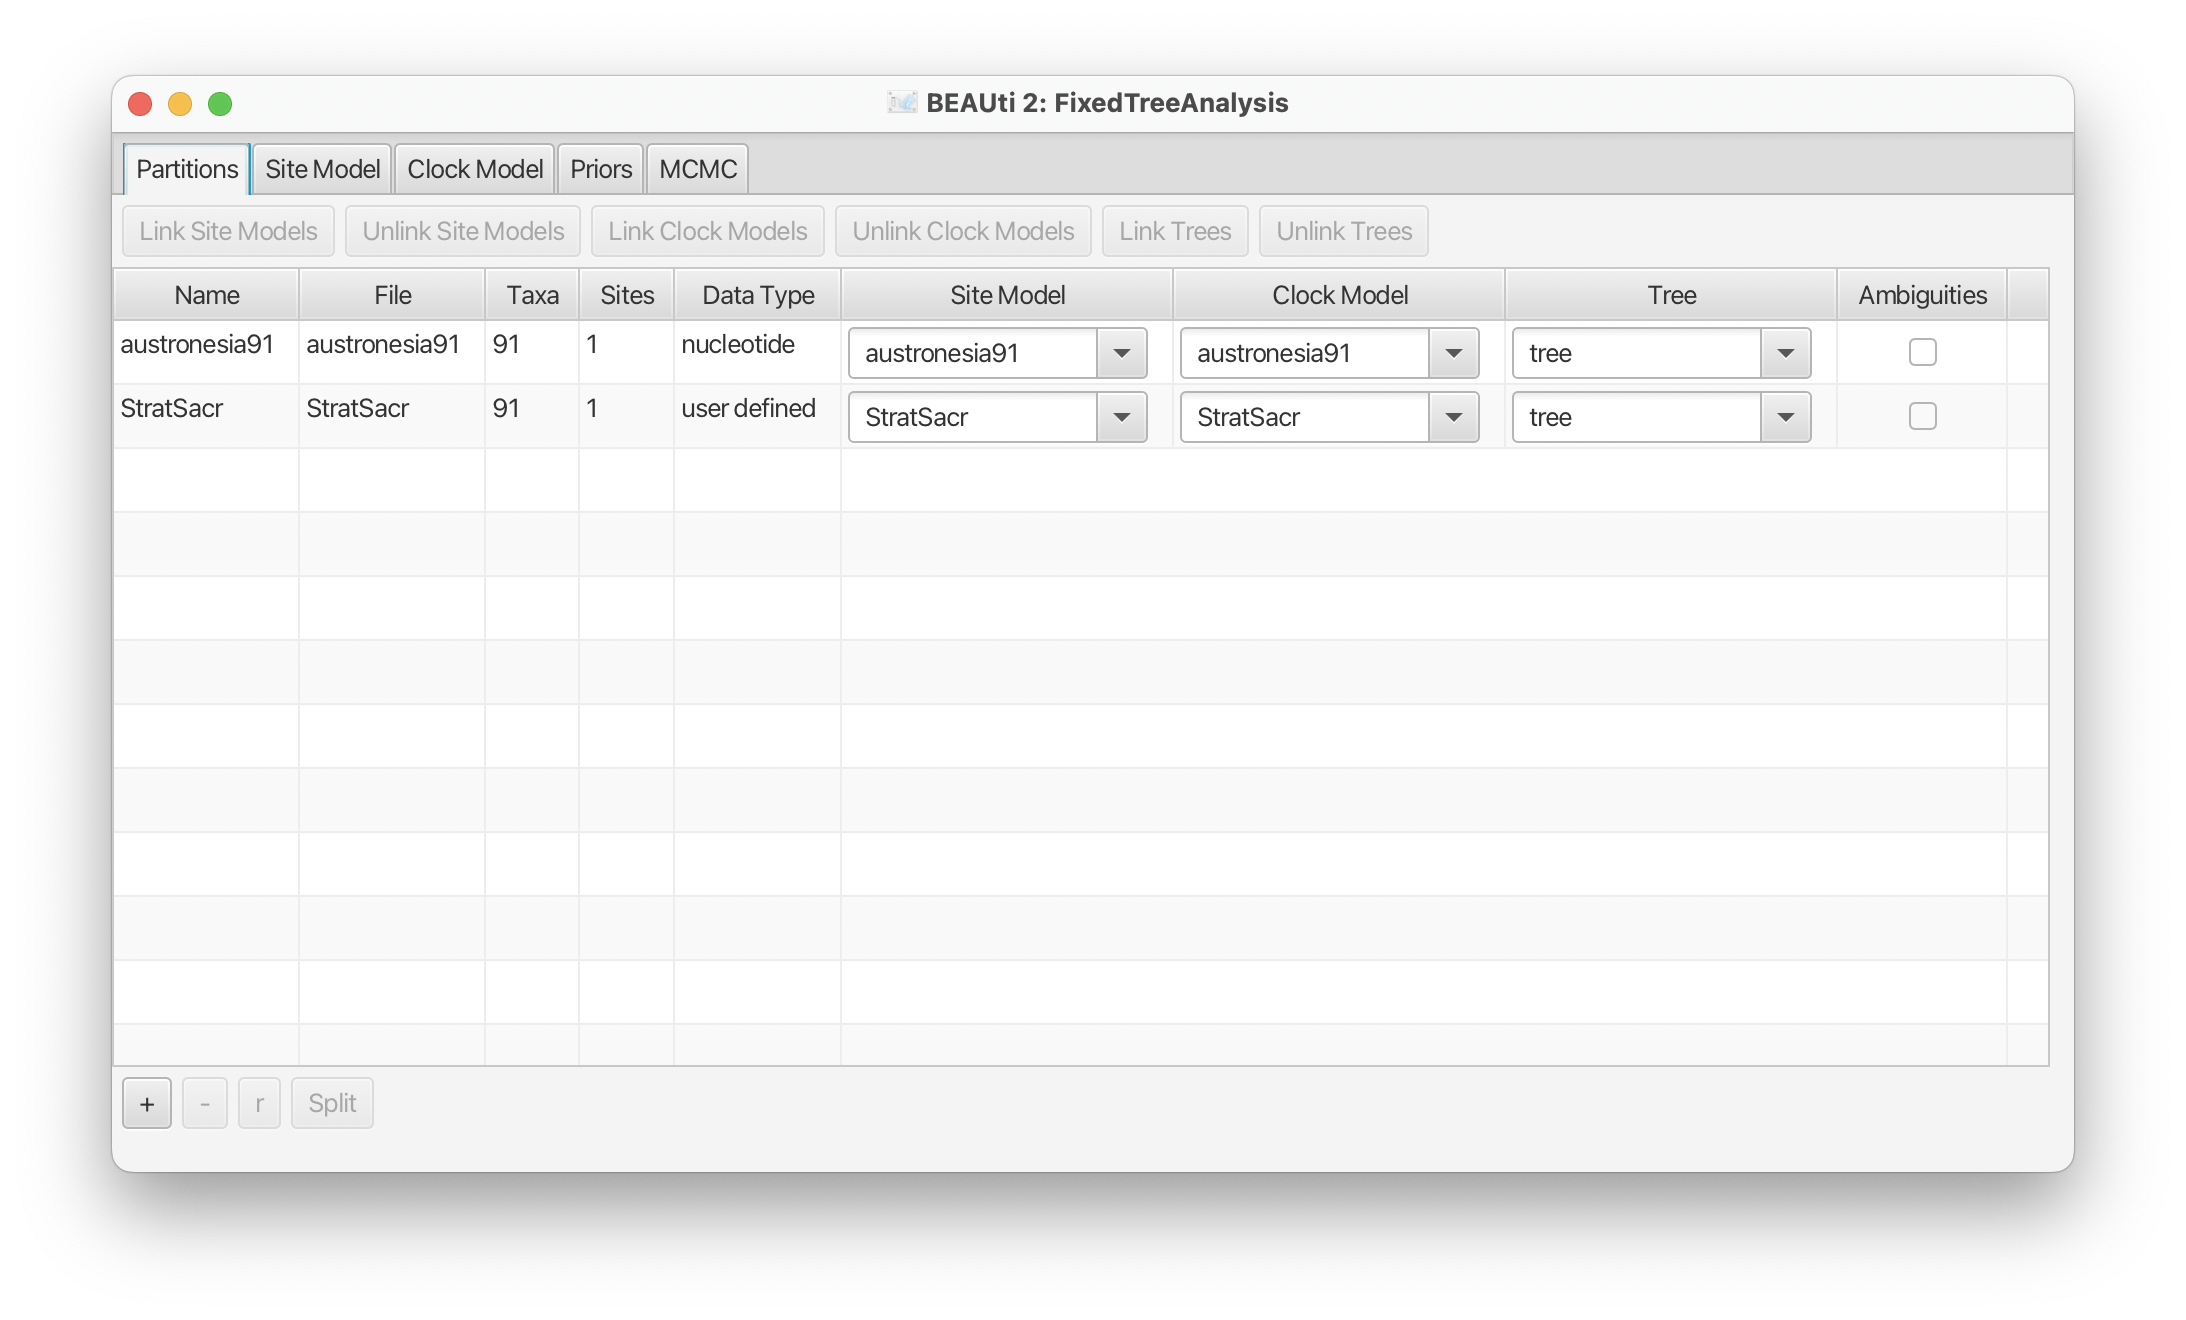 BEAUti 2: FixedTreeAnalysis
Partitions Site Model Clock Model Priors MCMC
Link Site Models Unlink Site Models Link Clock Models Unlink Clock Models Link Trees Unlink Trees
Name File Taxa Sites Data Type Site Model Clock Model Tree Ambiguities
austronesia91 austronesia91 91 1 nucleotide austronesia91 austronesia91 tree
StratSacr StratSacr 91 1 user defined StratSacr StratSacr tree
+ - r Split